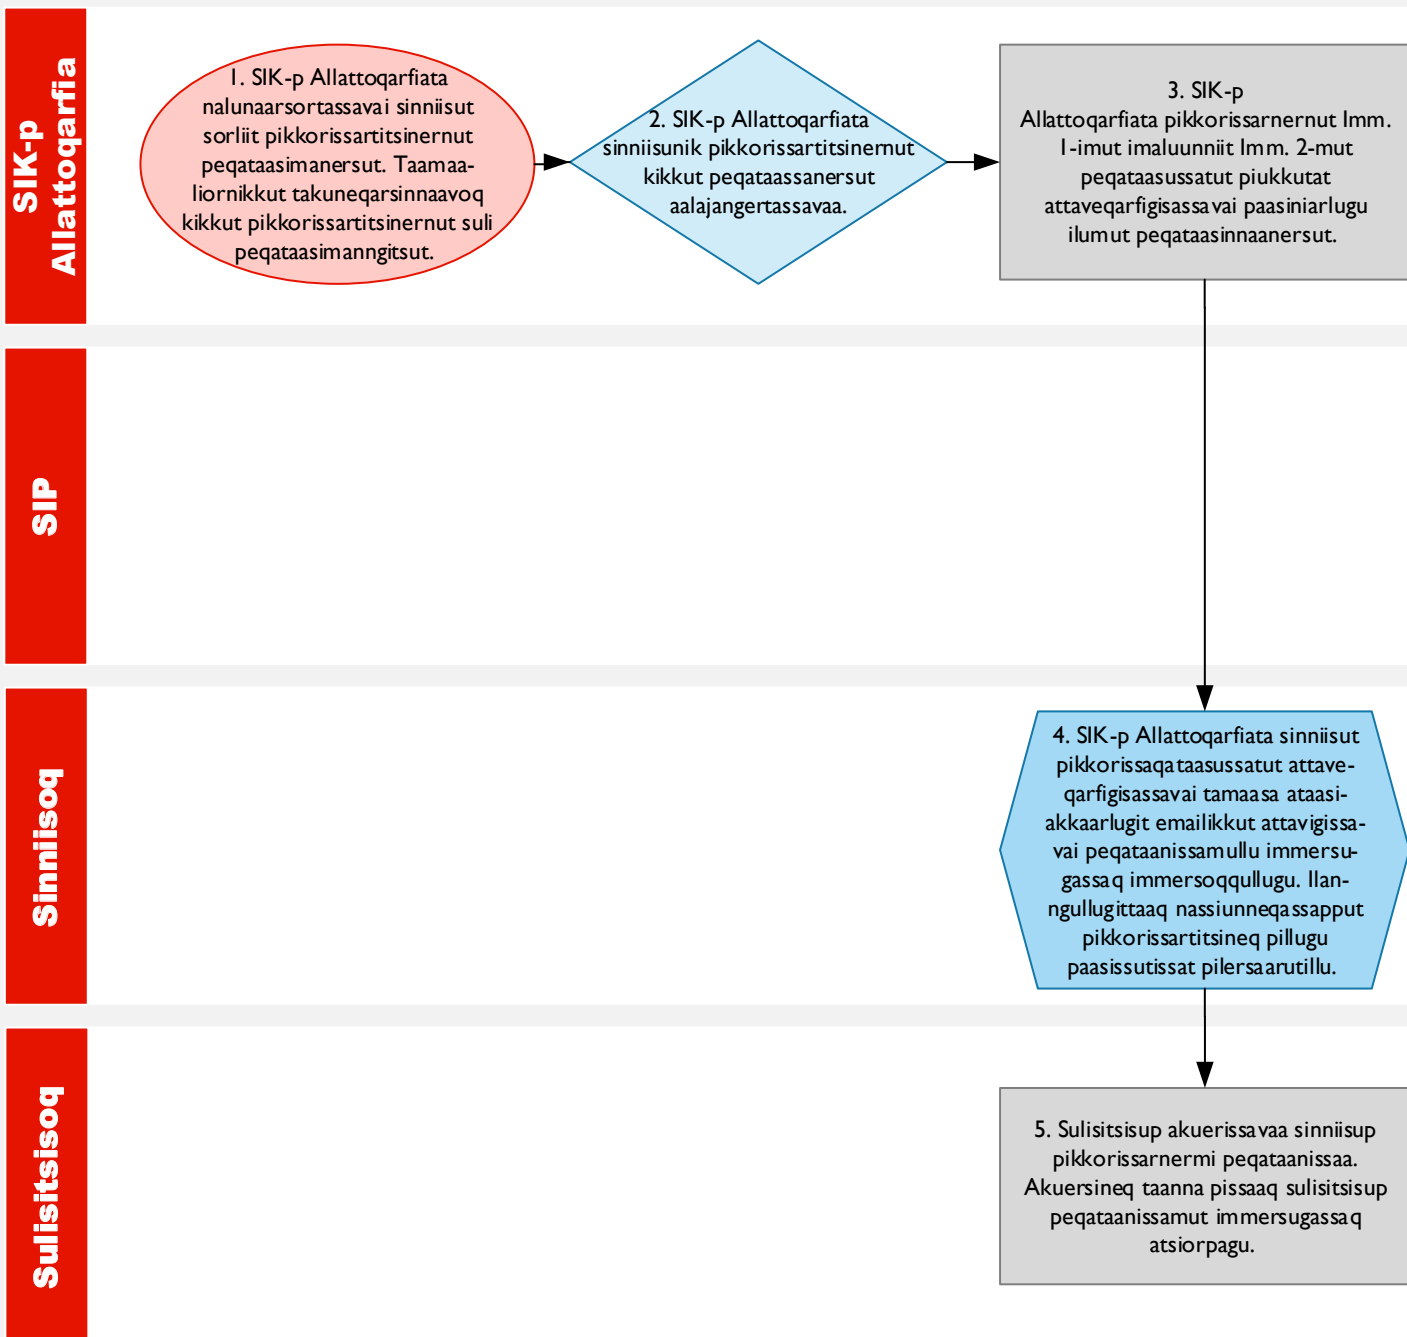 SIK-p
Allattoqarfia
1. SIK-p Allattoqarfiata
nalunaarsortassavai sinniisut
sorliit pikkorissartitsinernut
peqataasimanersut. Taamaa-
liornikkut takuneqarsinnaavoq
kikkut pikkorissartitsinernut suli
peqataasimanngitsut.
2. SIK-p Allattoqarfiata
sinniisunik pikkorissartitsinernut
kikkut peqataassanersut
aalajangertassavaa.
3. SIK-p
Allattoqarfiata pikkorissarnernut Imm.
1-imut imaluunniit Imm. 2-mut
peqataasussatut piukkutat
attaveqarfigisassavai paasiniarlugu
ilumut peqataasinnaanersut.
SIP
Sinniisoq
4. SIK-p Allattoqarfiata sinniisut
pikkorissaqataasussatut attave-
qarfigisassavai tamaasa ataasi-
akkaarlugit emailikkut attavigissa-
vai peqataanissamullu immersu-
gassaq immersoqqullugu. Ilan-
ngullugittaaq nassiunneqassapput
pikkorissartitsineq pillugu
paasissutissat pilersaarutillu.
Sulisitsisoq
5. Sulisitsisup akuerissavaa sinniisup
pikkorissarnermi peqataanissaa.
Akuersineq taanna pissaaq sulisitsisup
peqataanissamut immersugassaq
atsiorpagu.